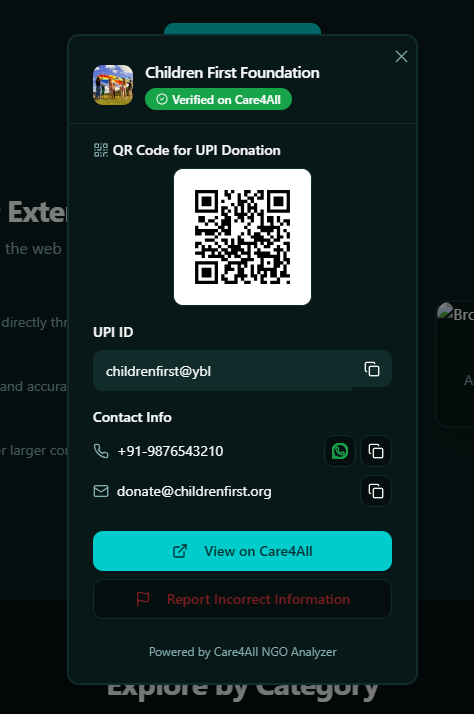 Children First Foundation
Verified on Care4All
QR Code for UPI Donation
UPI ID
childrenfirst@ybl
Contact Info
+91-9876543210
donate@childrenfirst.org
View on Care4All
Report Incorrect Information
Powered by Care4All NGO Analyzer
Exter
the web
directly thr
and accura
or larger cor
Bro
A
Explore by Category